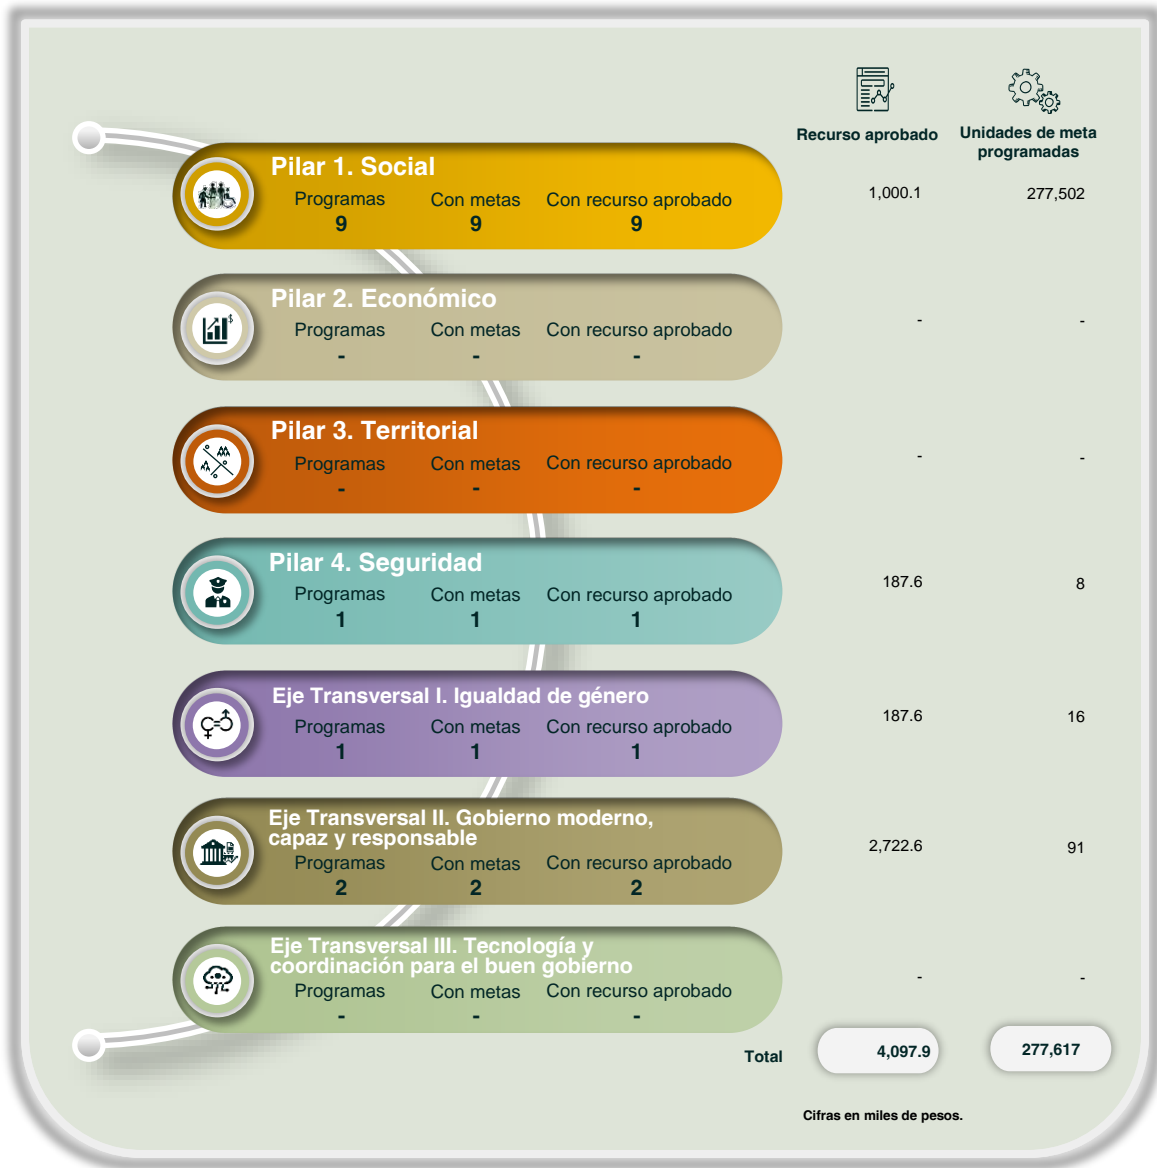 Recurso aprobado
Unidades de meta
programadas
Pilar 1. Social
Programas Con metas Con recurso aprobado
9 9 9
1,000.1 277,502
Pilar 2. Económico
Programas Con metas Con recurso aprobado
- - -
- -
Pilar 3. Territorial
Programas Con metas Con recurso aprobado
- - -
- -
Pilar 4. Seguridad
Programas Con metas Con recurso aprobado
1 1 1
187.6 8
Eje Transversal I. Igualdad de género
Programas Con metas Con recurso aprobado
1 1 1
187.6 16
Eje Transversal II. Gobierno moderno,
capaz y responsable
Programas Con metas Con recurso aprobado
2 2 2
2,722.6 91
Eje Transversal III. Tecnología y
coordinación para el buen gobierno
Programas Con metas Con recurso aprobado
- - -
- -
Total 4,097.9 277,617
Cifras en miles de pesos.